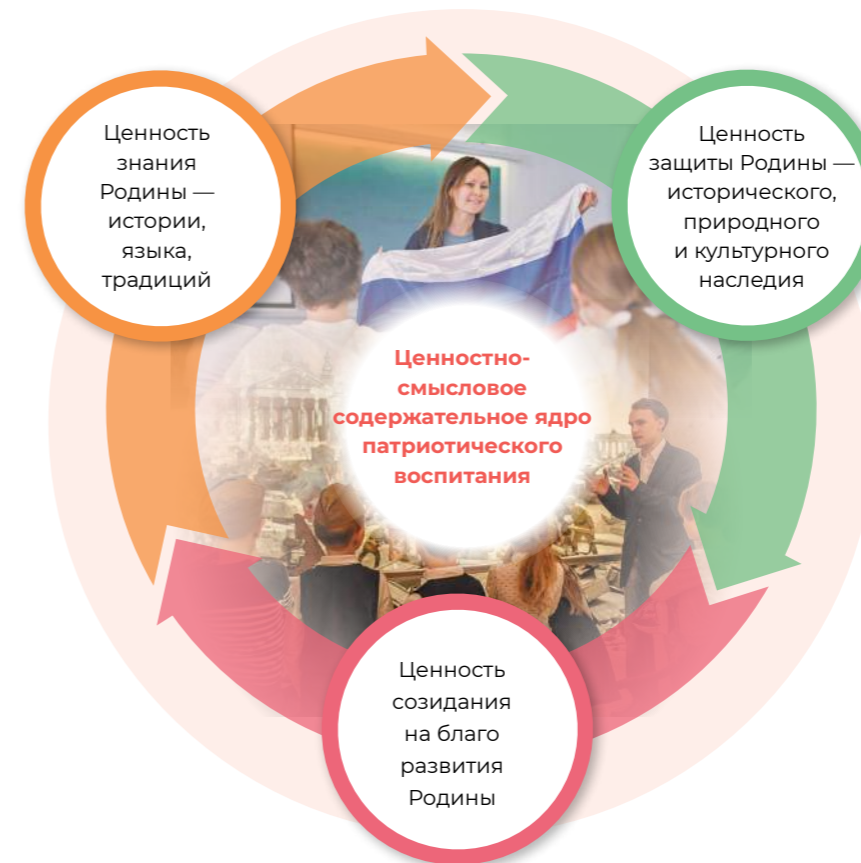 Ценность
знания
Родины —
истории,
языка,
традиций
Ценность
защиты Родины —
исторического,
природного
и культурного
наследия
Ценностно-
смысловое
содержательное ядро
патриотического
воспитания
Ценность
созидания
на благо
развития
Родины